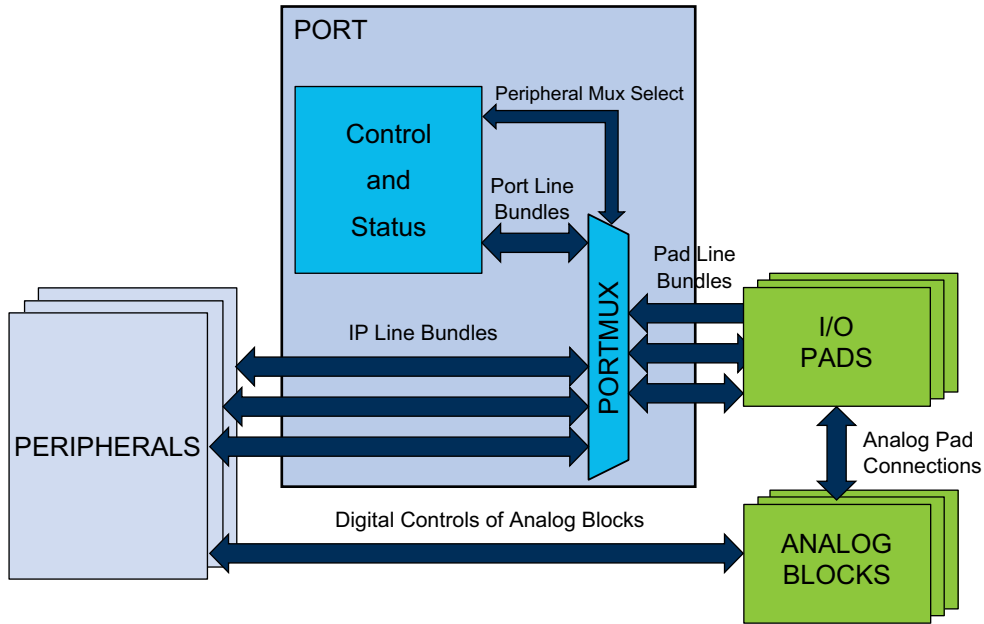 PORT
Peripheral Mux Select
Control
and
Status
Port Line
Bundles
Pad Line
Bundles
PORTMUX
I/O
PADS
IP Line Bundles
PERIPHERALS
Analog Pad
Connections
Digital Controls of Analog Blocks
ANALOG
BLOCKS